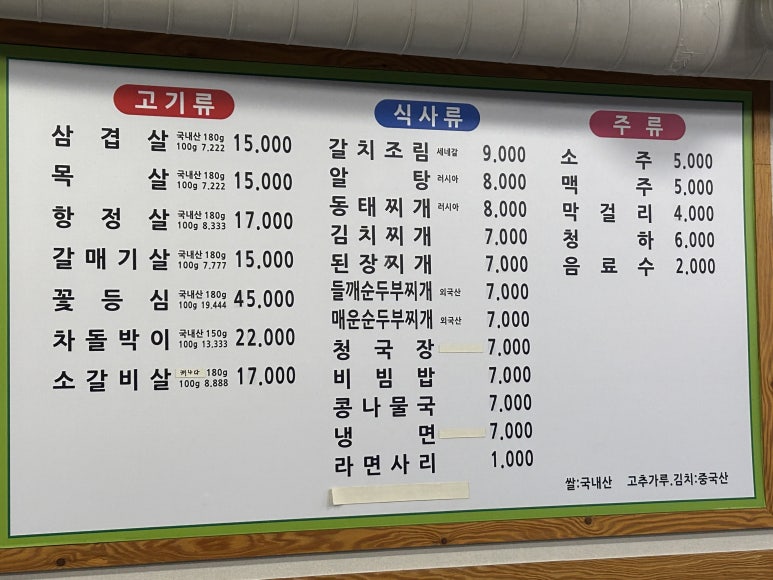 고기류
삼겹살 국내산 180g 100g 7.222 15.000
목살 국내산 180g 100g 7.222 15.000
항정살 국내산 180g 100g 8.333 17.000
갈매기살 국내산 180g 100g 7.777 15.000
꽃등심 국내산 180g 100g 19.444 45.000
차돌박이 국내산 150g 100g 13.333 22.000
소갈비살 캐나다 180g 100g 8.888 17.000
식사류
갈치조림 세네갈 9.000
알탕 러시아 8.000
동태찌개 러시아 8.000
김치찌개 7.000
된장찌개 7.000
들깨순두부찌개 외국산 7.000
매운순두부찌개 외국산 7.000
청국장 7.000
비빔밥 7.000
콩나물국 7.000
냉면 7.000
라면사리 1.000
주류
소주 5.000
맥주 5.000
막걸리 4.000
청하 6.000
음료수 2,000
쌀:국내산 고추가루.김치:중국산